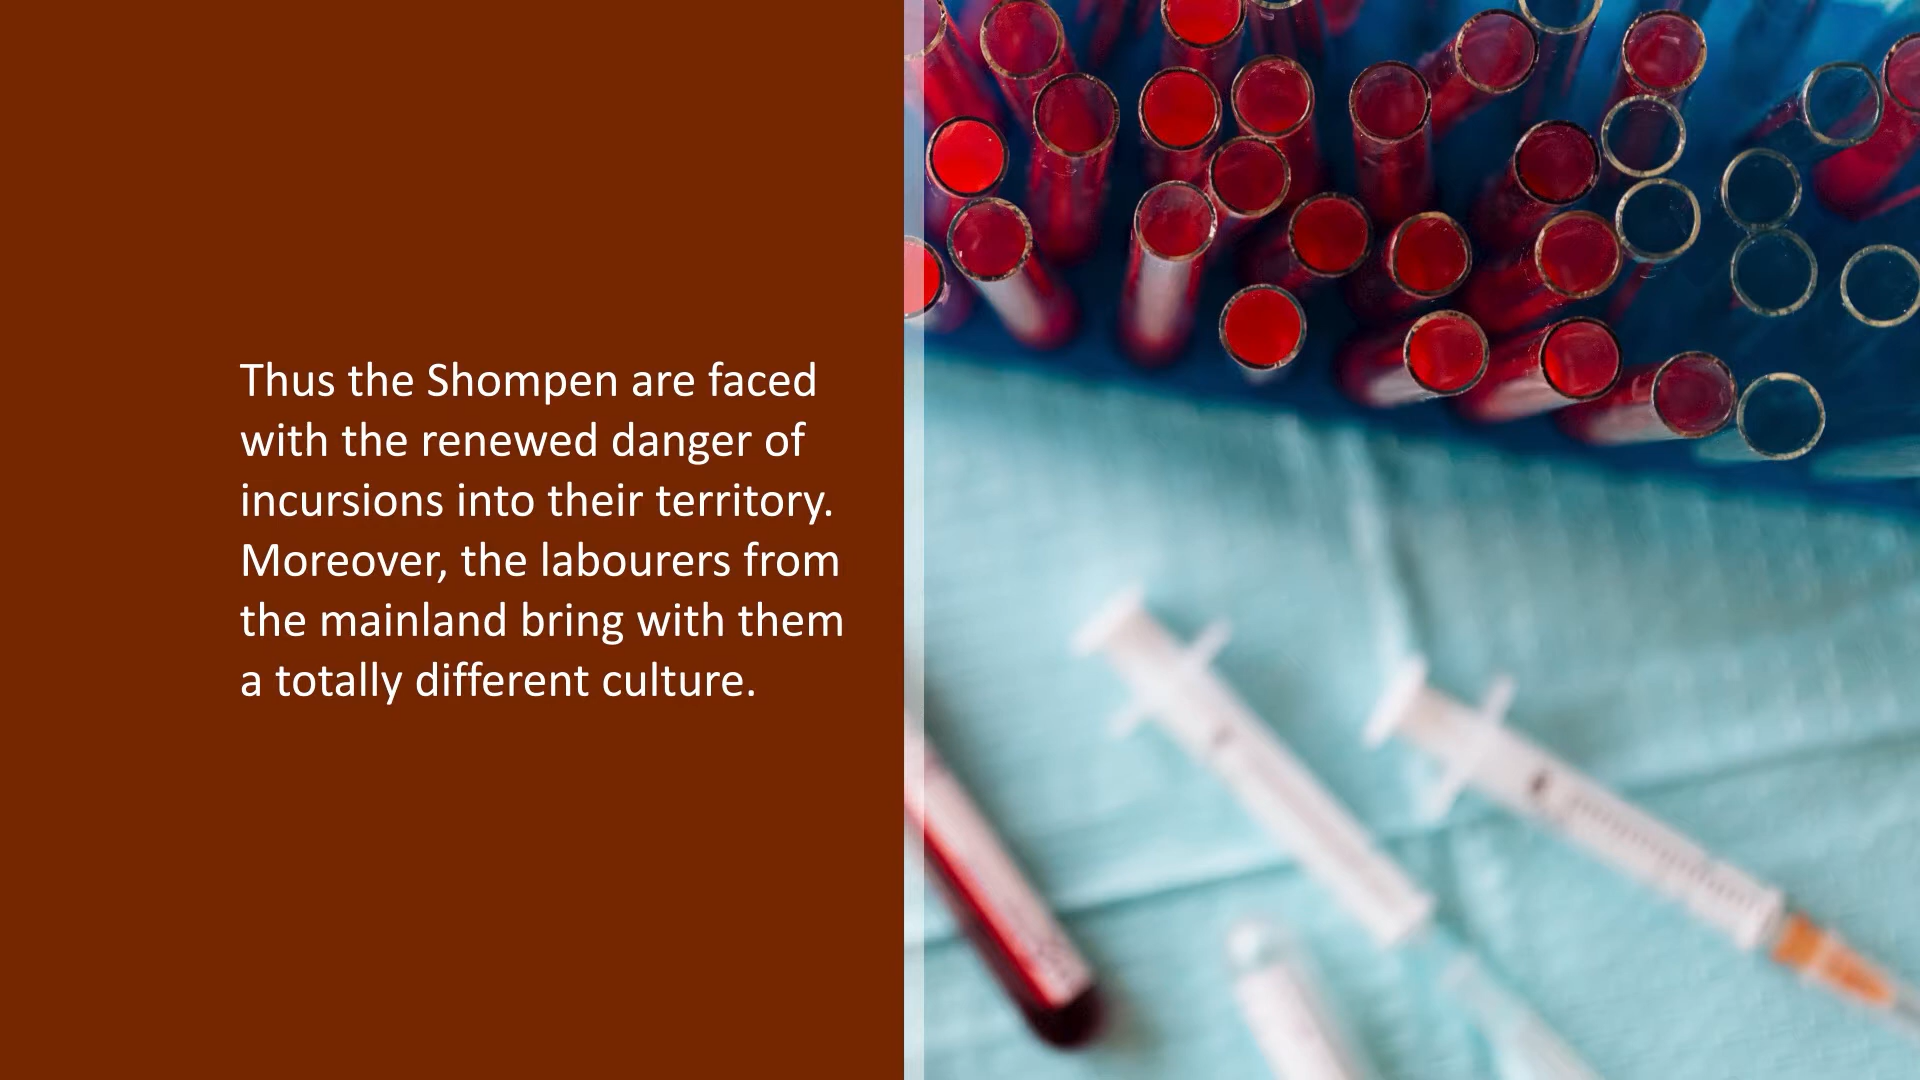 Thus the Shompen are faced
with the renewed danger of
incursions into their territory.
Moreover, the labourers from
the mainland bring with them
a totally different culture.